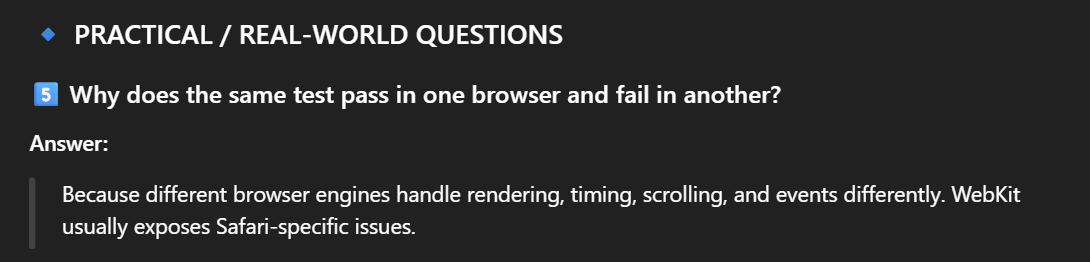 🔹 PRACTICAL / REAL-WORLD QUESTIONS
5️⃣ Why does the same test pass in one browser and fail in another?
Answer:
Because different browser engines handle rendering, timing, scrolling, and events differently. WebKit
usually exposes Safari-specific issues.